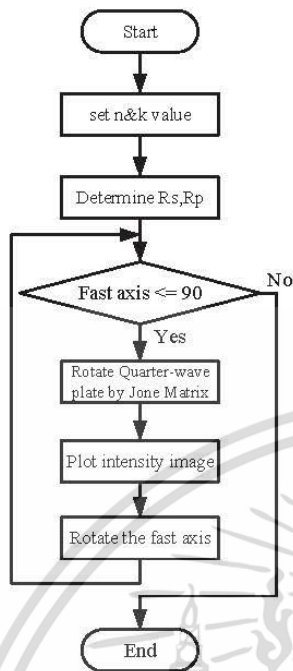 Start
set n&k value
Determine Rs,Rp
Fast axis <= 90
No
Yes
Rotate Quarter-wave
plate by Jone Matrix
Plot intensity image
Rotate the fast axis
End